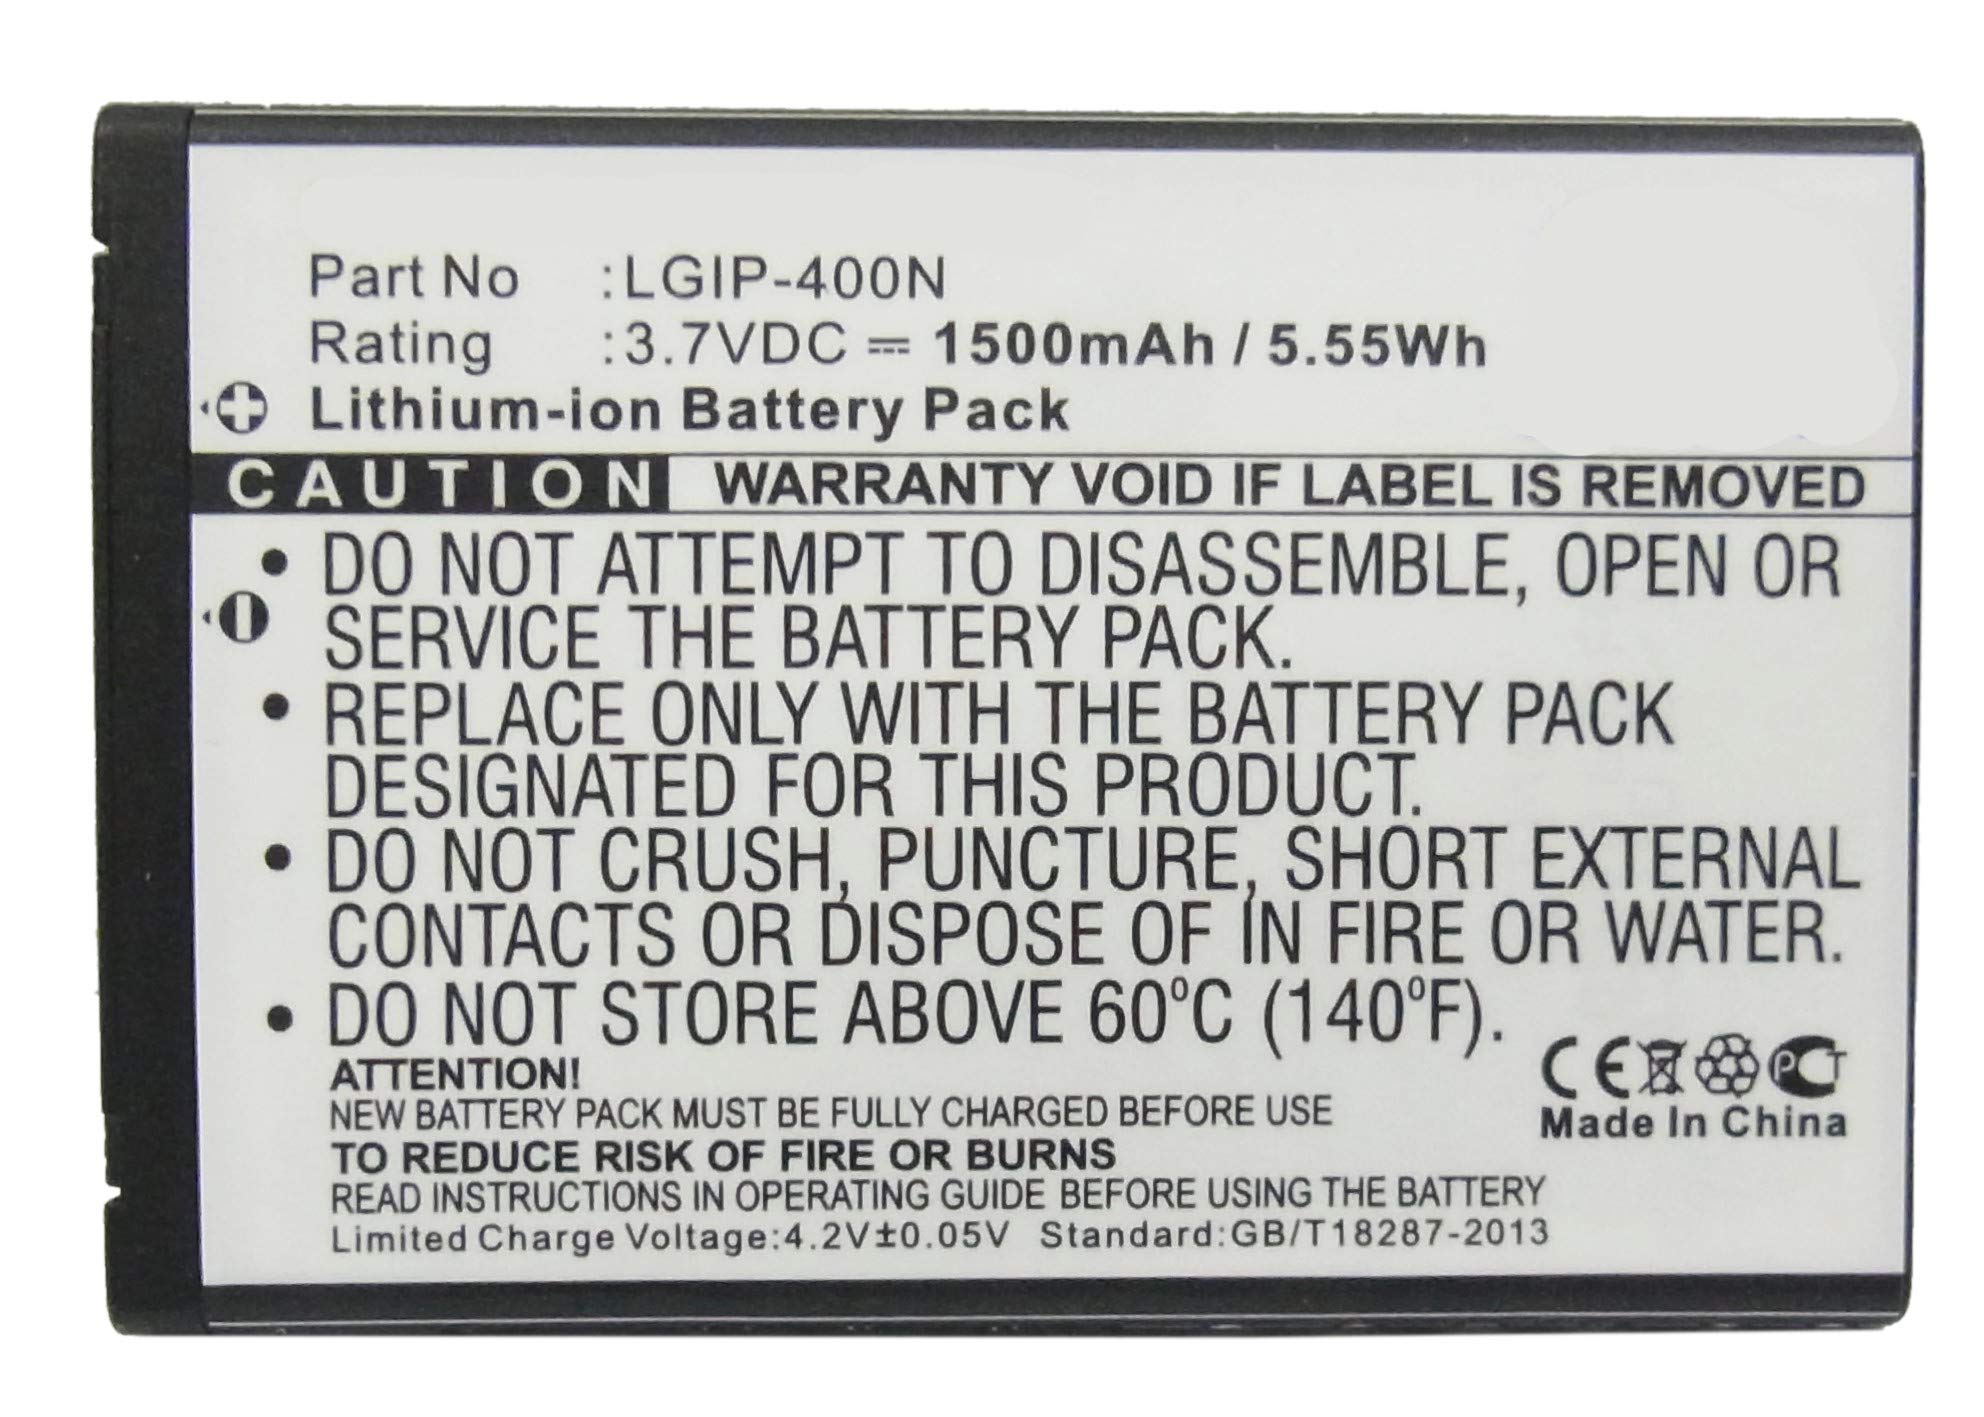 Part No :LGIP-400N
Rating :3.7VDC ⎓ 1500mAh / 5.55Wh
Lithium-ion Battery Pack
CAUTION WARRANTY VOID IF LABEL IS REMOVED
• DO NOT ATTEMPT TO DISASSEMBLE, OPEN OR
SERVICE THE BATTERY PACK.
• REPLACE ONLY WITH THE BATTERY PACK
DESIGNATED FOR THIS PRODUCT.
• DO NOT CRUSH, PUNCTURE, SHORT EXTERNAL
CONTACTS OR DISPOSE OF IN FIRE OR WATER.
• DO NOT STORE ABOVE 60°C (140°F).
ATTENTION!
NEW BATTERY PACK MUST BE FULLY CHARGED BEFORE USE
TO REDUCE RISK OF FIRE OR BURNS
READ INSTRUCTIONS IN OPERATING GUIDE BEFORE USING THE BATTERY
Limited Charge Voltage:4.2V±0.05V Standard:GB/T18287-2013
CE PCT
Made In China